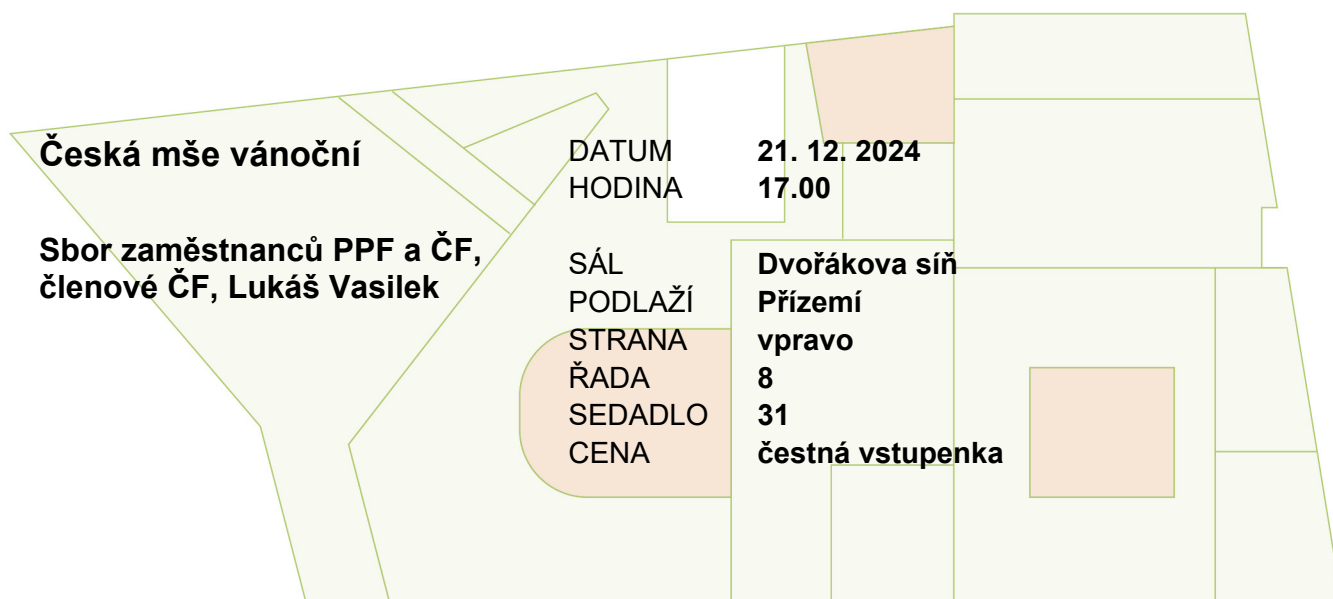 Česká mše vánoční
Sbor zaměstnanců PPF a ČF,
členové ČF, Lukáš Vasilek
DATUM 21. 12. 2024
HODINA 17.00
SÁL Dvořákova síň
PODLAŽÍ Přízemí
STRANA vpravo
ŘADA 8
SEDADLO 31
CENA čestná vstupenka